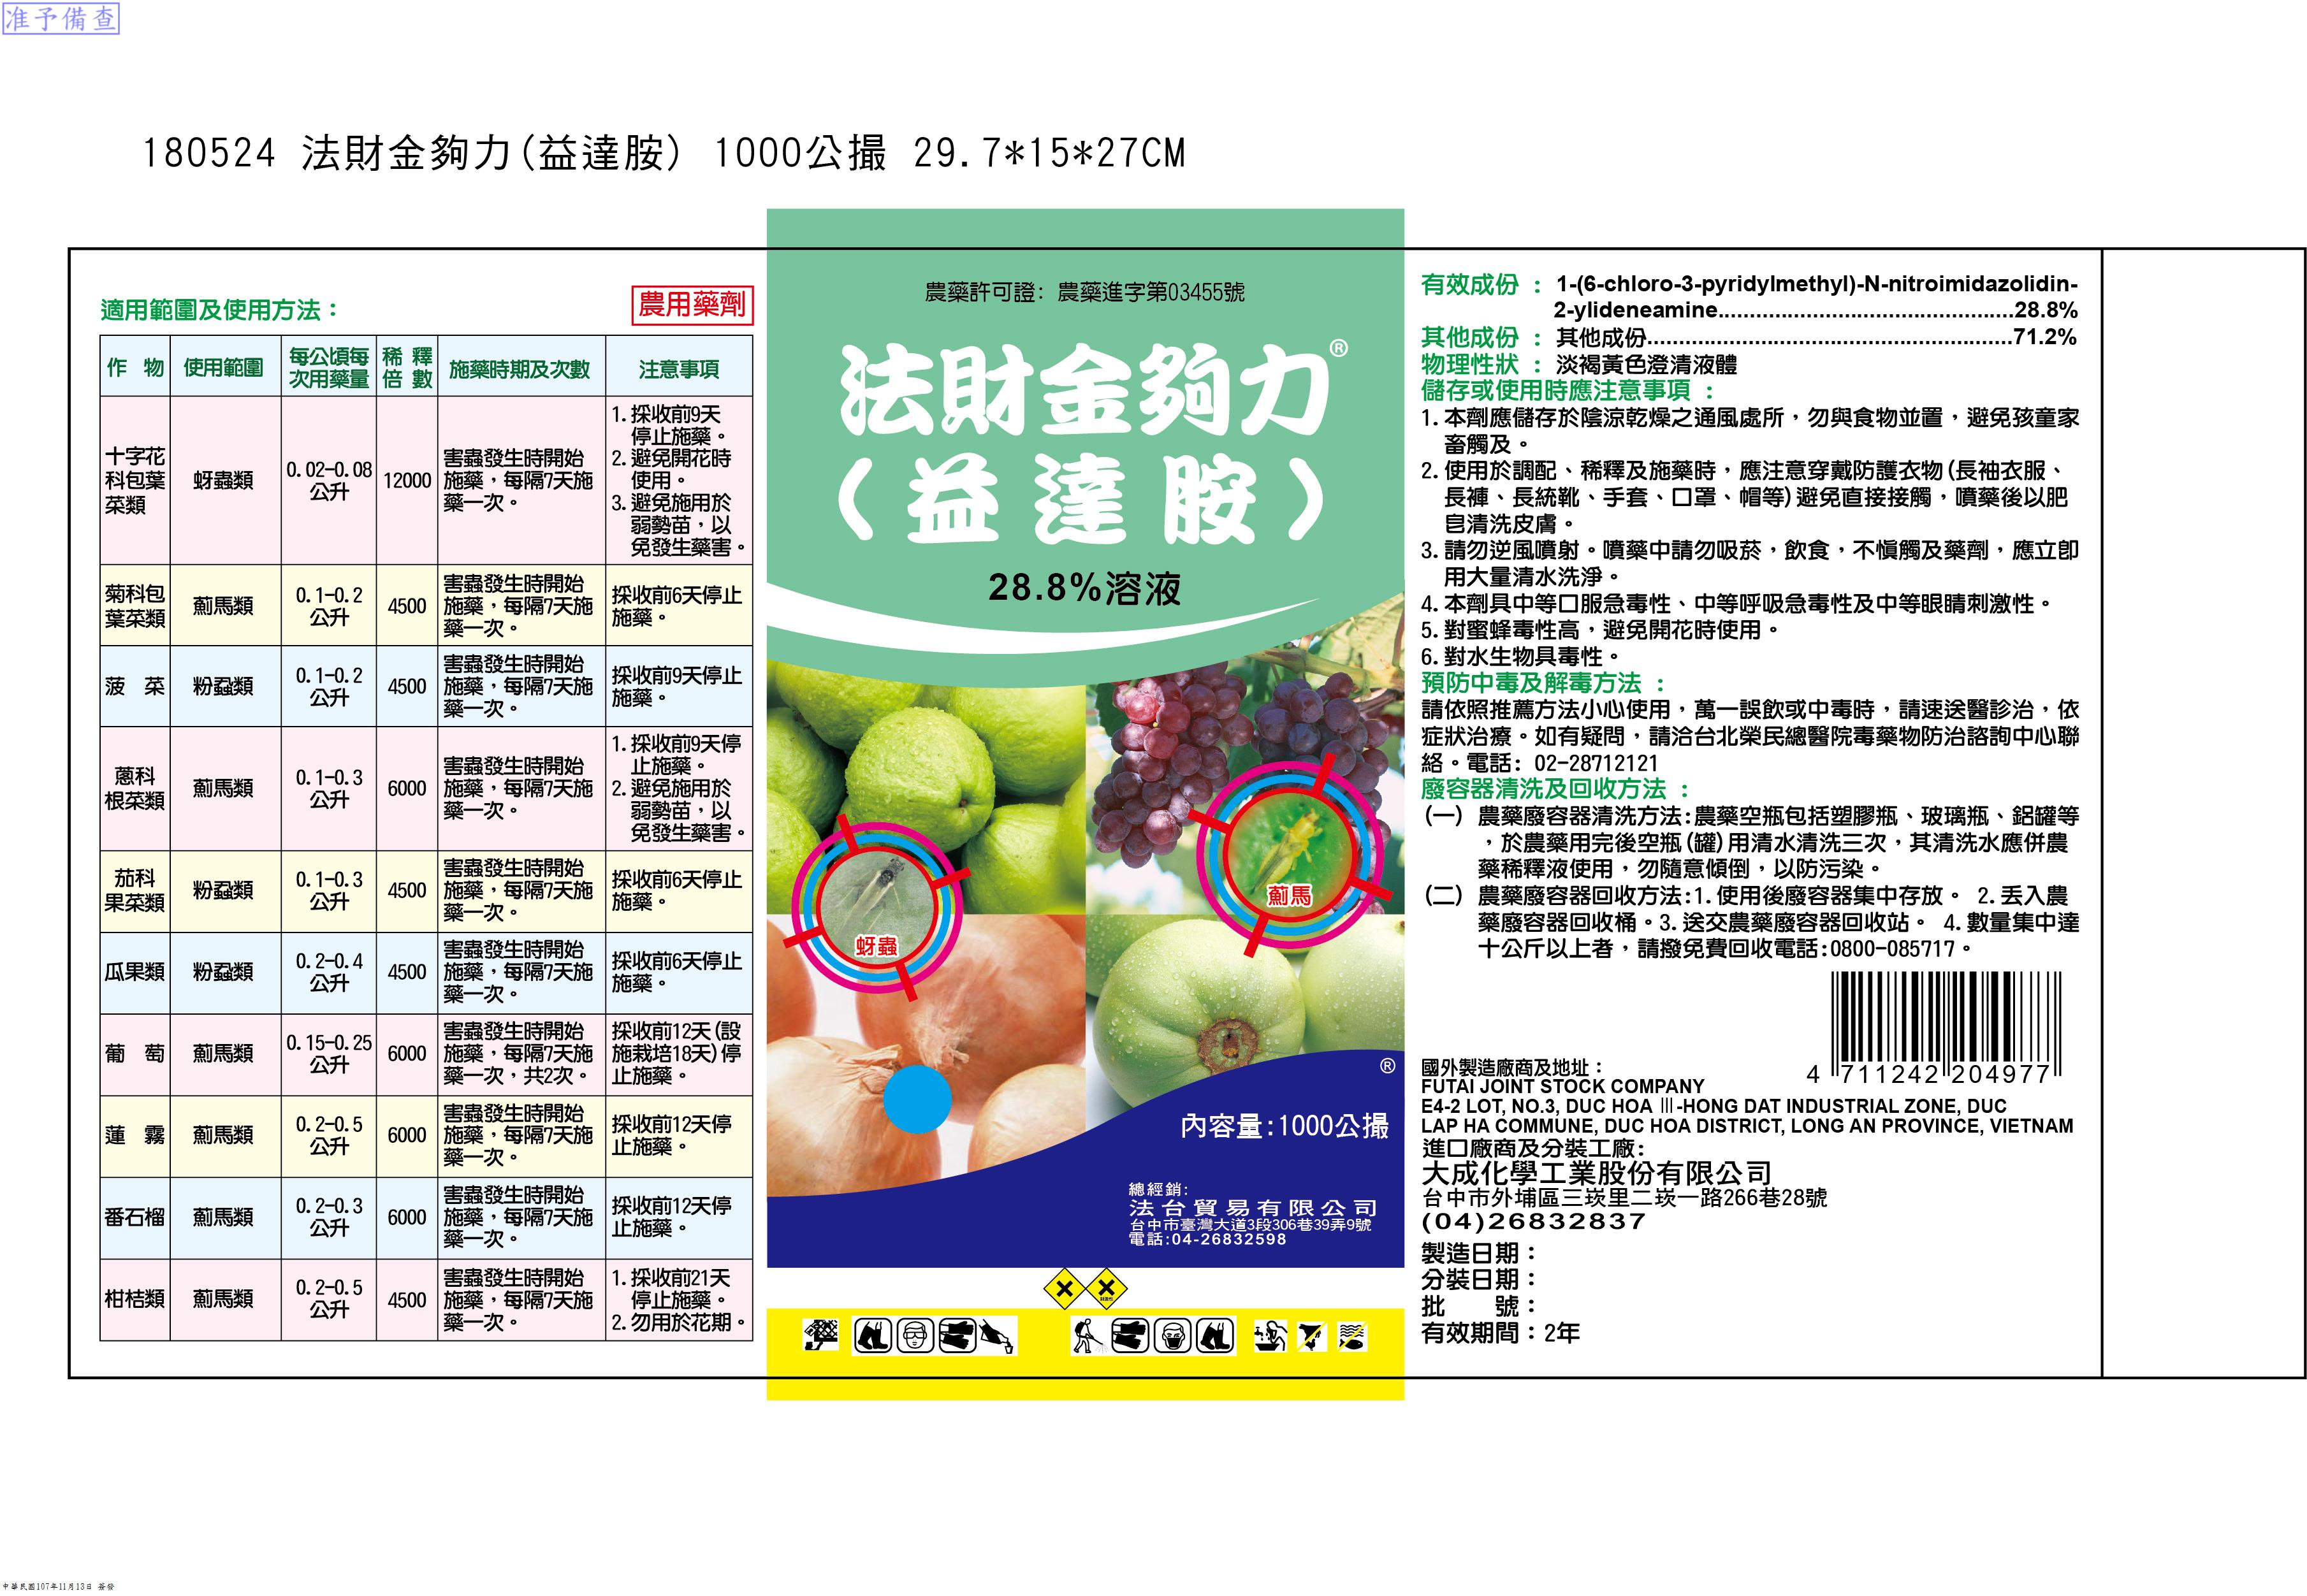 准予備查
180524 法財金夠力(益達胺) 1000公撮 29.7*15*27CM
適用範圍及使用方法：
農用藥劑
作 物 使用範圍 每公頃每次用藥量 稀釋倍數 施藥時期及次數 注意事項
十字花
科包葉
菜類
蚜蟲類
0.02-0.08
公升
12000
害蟲發生時開始
施藥，每隔7天施
藥一次。
1.採收前9天
停止施藥。
2.避免開花時
使用。
3.避免施用於
弱勢苗，以
免發生藥害。
菊科包
葉菜類
薊馬類
0.1-0.2
公升
4500
害蟲發生時開始
施藥，每隔7天施
藥一次。
採收前6天停止
施藥。
菠 菜
粉蝨類
0.1-0.2
公升
4500
害蟲發生時開始
施藥，每隔7天施
藥一次。
採收前9天停止
施藥。
蔥科
根菜類
薊馬類
0.1-0.3
公升
6000
害蟲發生時開始
施藥，每隔7天施
藥一次。
1.採收前9天停
止施藥。
2.避免施用於
弱勢苗，以
免發生藥害。
茄科
果菜類
粉蝨類
0.1-0.3
公升
4500
害蟲發生時開始
施藥，每隔7天施
藥一次。
採收前6天停止
施藥。
瓜果類
粉蝨類
0.2-0.4
公升
4500
害蟲發生時開始
施藥，每隔7天施
藥一次。
採收前6天停止
施藥。
葡 萄
薊馬類
0.15-0.25
公升
6000
害蟲發生時開始
施藥，每隔7天施
藥一次，共2次。
採收前12天(設
施栽培18天)停
止施藥。
蓮 霧
薊馬類
0.2-0.5
公升
6000
害蟲發生時開始
施藥，每隔7天施
藥一次。
採收前12天停
止施藥。
番石榴
薊馬類
0.2-0.3
公升
6000
害蟲發生時開始
施藥，每隔7天施
藥一次。
採收前12天停
止施藥。
柑桔類
薊馬類
0.2-0.5
公升
4500
害蟲發生時開始
施藥，每隔7天施
藥一次。
1.採收前21天
停止施藥。
2.勿用於花期。
農藥許可證: 農藥進字第03455號
法財金夠力®
(益達胺)
28.8%溶液
薊馬
蚜蟲
®
內容量:1000公撮
總經銷:
法台貿易有限公司
台中市臺灣大道3段306巷39弄9號
電話:04-26832598
有效成份 : 1-(6-chloro-3-pyridylmethyl)-N-nitroimidazolidin-
2-ylideneamine...............................................28.8%
其他成份 : 其他成份..........................................................71.2%
物理性狀 : 淡褐黃色澄清液體
儲存或使用時應注意事項 :
1.本劑應儲存於陰涼乾燥之通風處所，勿與食物並置，避免孩童家
畜觸及。
2.使用於調配、稀釋及施藥時，應注意穿戴防護衣物(長袖衣服、
長褲、長統靴、手套、口罩、帽等)避免直接接觸，噴藥後以肥
皂清洗皮膚。
3.請勿逆風噴射。噴藥中請勿吸菸，飲食，不慎觸及藥劑，應立即
用大量清水洗淨。
4.本劑具中等口服急毒性、中等呼吸急毒性及中等眼睛刺激性。
5.對蜜蜂毒性高，避免開花時使用。
6.對水生物具毒性。
預防中毒及解毒方法 :
請依照推薦方法小心使用，萬一誤飲或中毒時，請速送醫診治，依
症狀治療。如有疑問，請洽台北榮民總醫院毒藥物防治諮詢中心聯
絡。電話: 02-28712121
廢容器清洗及回收方法 :
(一) 農藥廢容器清洗方法:農藥空瓶包括塑膠瓶、玻璃瓶、鋁罐等
，於農藥用完後空瓶(罐)用清水清洗三次，其清洗水應併農
藥稀釋液使用，勿隨意傾倒，以防污染。
(二) 農藥廢容器回收方法:1.使用後廢容器集中存放。 2.丟入農
藥廢容器回收桶。3.送交農藥廢容器回收站。 4.數量集中達
十公斤以上者，請撥免費回收電話:0800-085717。
4 711242 204977
國外製造廠商及地址：
FUTAI JOINT STOCK COMPANY
E4-2 LOT, NO.3, DUC HOA Ⅲ-HONG DAT INDUSTRIAL ZONE, DUC
LAP HA COMMUNE, DUC HOA DISTRICT, LONG AN PROVINCE, VIETNAM
進口廠商及分裝工廠:
大成化學工業股份有限公司
台中市外埔區三崁里二崁一路266巷28號
(04)26832837
製造日期：
分裝日期：
批 號：
有效期間：2年
中華民國107年11月13日 簽發